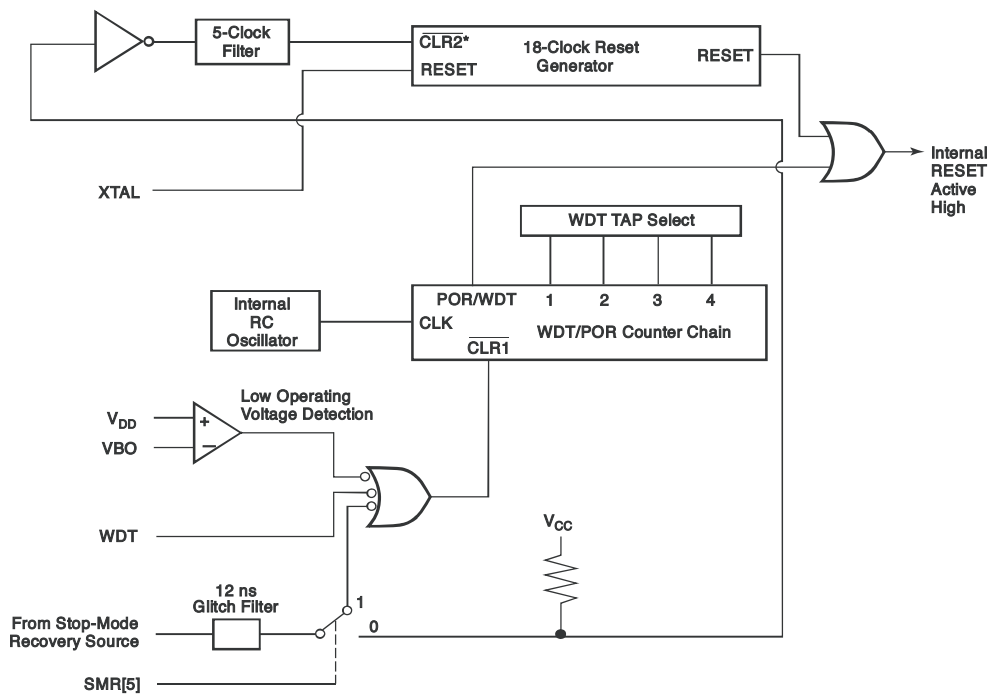 5-Clock
Filter
CLR2*
RESET
18-Clock Reset
Generator
RESET
Internal
RESET
Active
High
XTAL
WDT TAP Select
POR/WDT
1
2
3
4
Internal
RC
Oscillator
CLK
WDT/POR Counter Chain
CLR1
Low Operating
Voltage Detection
VDD
+
VBO
−
WDT
VCC
12 ns
Glitch Filter
1
0
From Stop-Mode
Recovery Source
SMR[5]